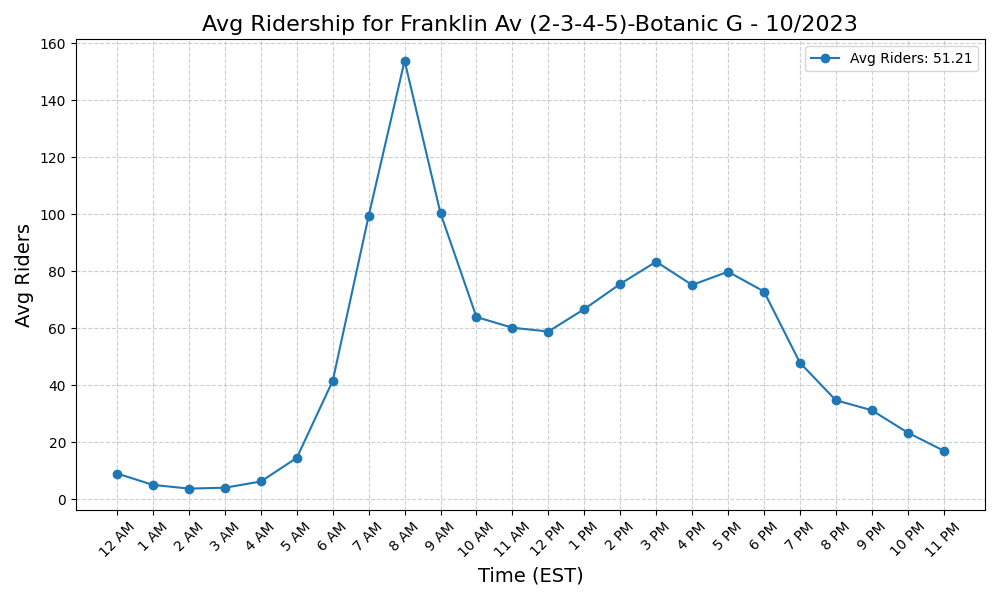 Avg Ridership for Franklin Av (2-3-4-5)-Botanic G - 10/2023
Avg Riders: 51.21
Avg Riders
160
140
120
100
80
60
40
20
0
12 AM
1 AM
2 AM
3 AM
4 AM
5 AM
6 AM
7 AM
8 AM
9 AM
10 AM
11 AM
12 PM
1 PM
2 PM
3 PM
4 PM
5 PM
6 PM
7 PM
8 PM
9 PM
10 PM
11 PM
Time (EST)